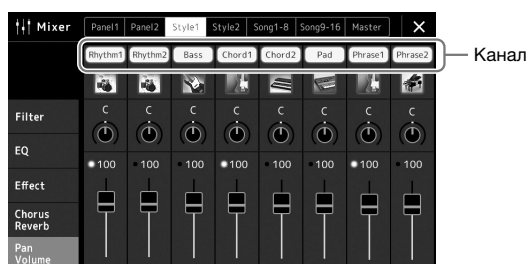 Mixer Panel1 Panel2 Style1 Style2 Song1-8 Song9-16 Master
Rhythm1 Rhythm2 Bass Chord1 Chord2 Pad Phrase1 Phrase2
Канал
Filter C C C C C C C C
EQ
100 100 100 100 100 100 100 100
Effect
Chorus
Reverb
Pan
Volume